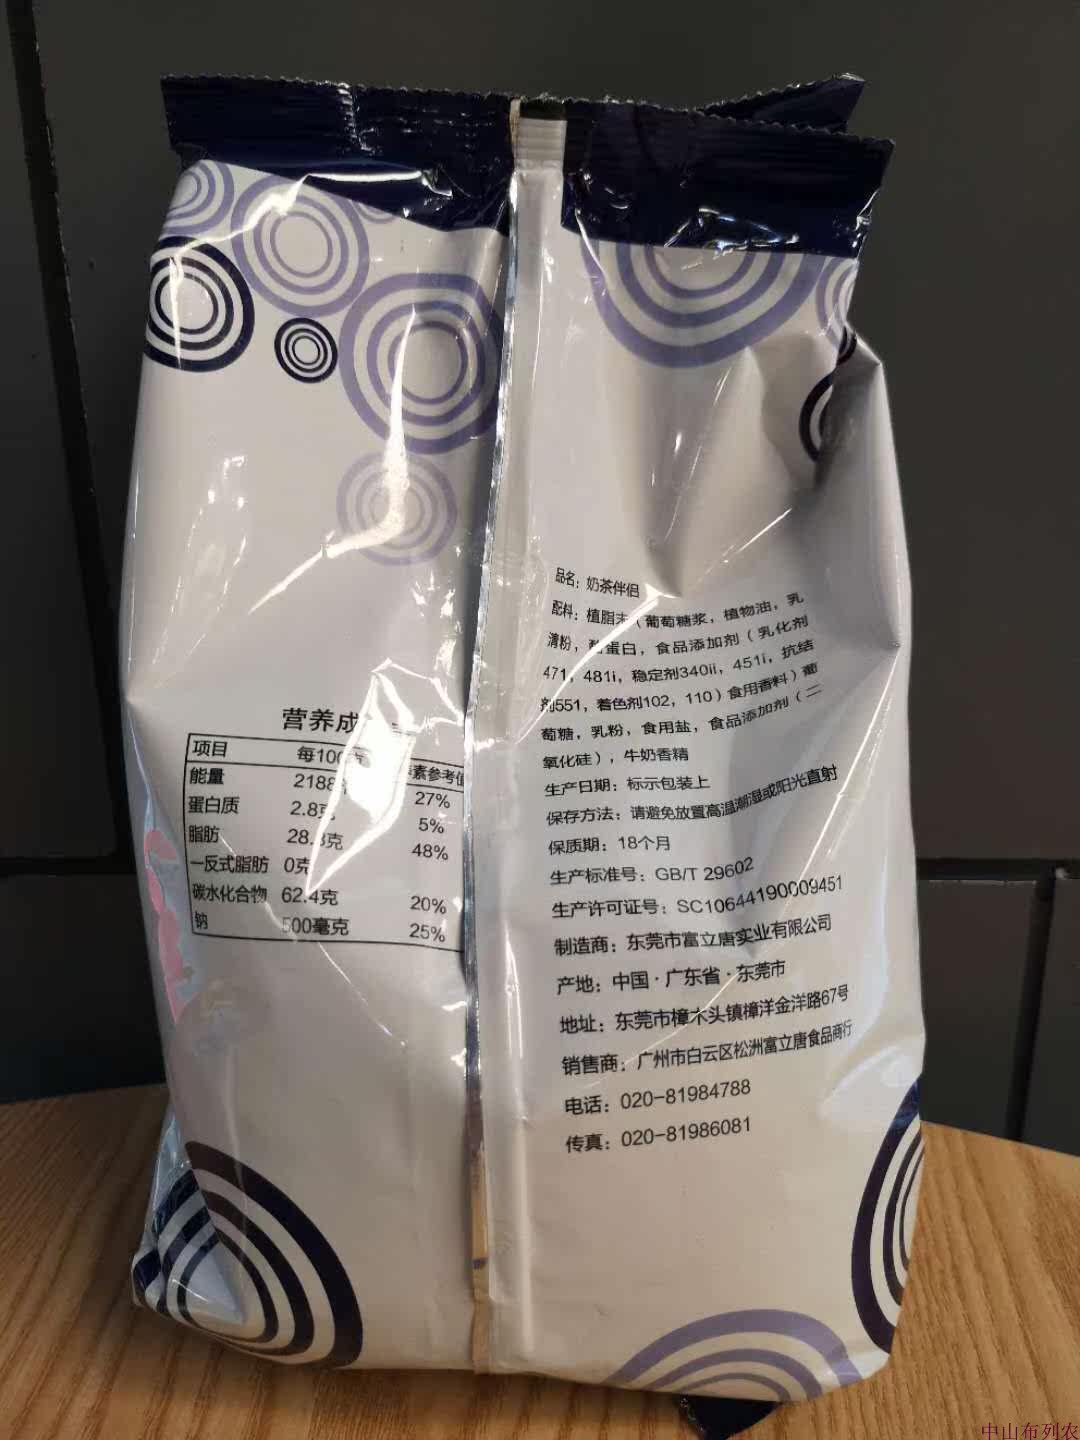 营养成
项目 每100 素参考值
能量 2188 27%
蛋白质 2.8克 5%
脂肪 28.3克 48%
一反式脂肪 0克
碳水化合物 62.4克 20%
钠 500毫克 25%
品名：奶茶伴侣
配料：植脂末（葡萄糖浆，植物油，乳
清粉，酪蛋白，食品添加剂（乳化剂
471，481i，稳定剂340ii，451i，抗结
剂551，着色剂102，110）食用香料）葡
萄糖，乳粉，食用盐，食品添加剂（二
氧化硅），牛奶香精
生产日期：标示包装上
保存方法：请避免放置高温潮湿或阳光直射
保质期：18个月
生产标准号：GB/T 29602
生产许可证号：SC10644190009451
制造商：东莞市富立唐实业有限公司
产地：中国·广东省·东莞市
地址：东莞市樟木头镇樟洋金洋路67号
销售商：广州市白云区松洲富立唐食品商行
电话：020-81984788
传真：020-81986081
中山布列农